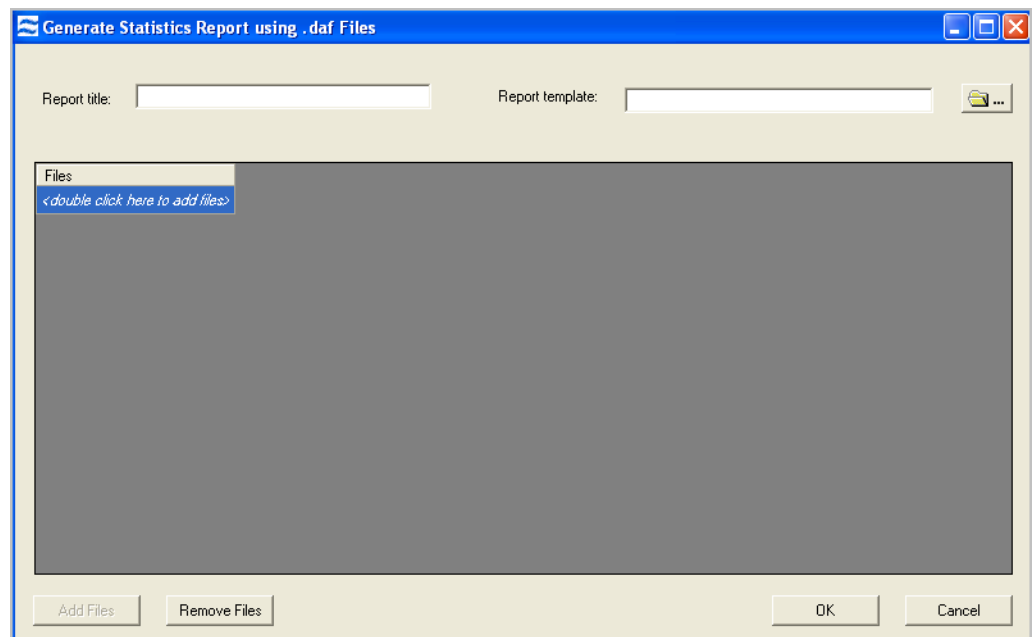 Generate Statistics Report using .daf Files
Report title:
Report template:
...
Files
<double click here to add files>
Add Files
Remove Files
OK
Cancel